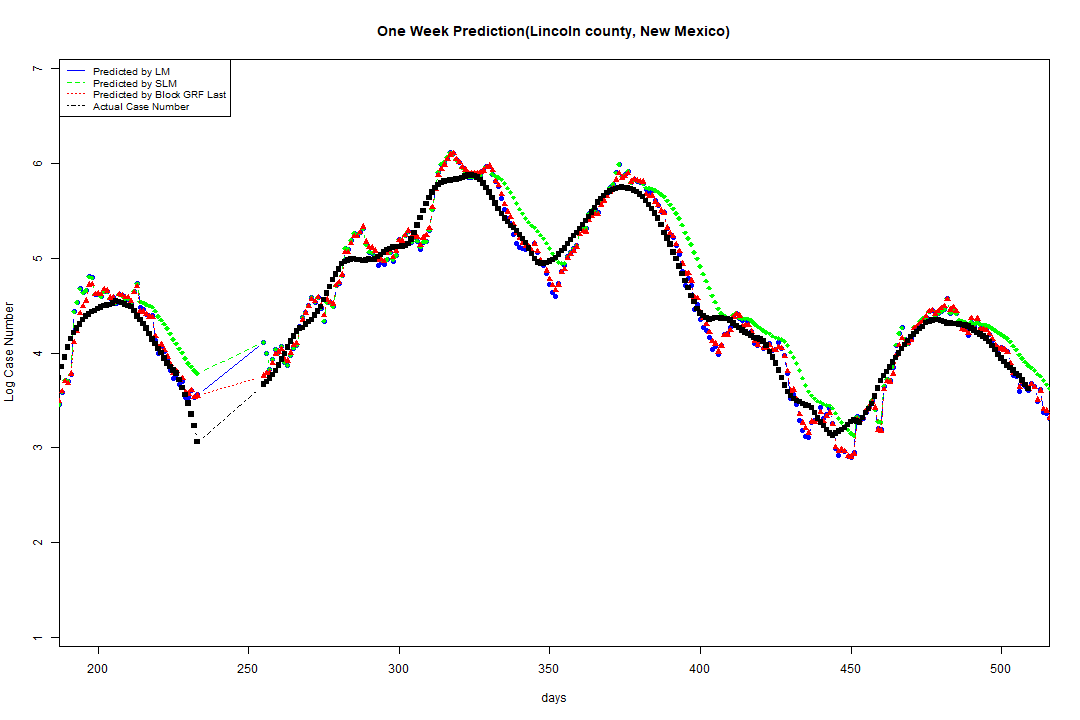 One Week Prediction(Lincoln county, New Mexico)
Predicted by LM
Predicted by SLM
Predicted by Block GRF Last
Actual Case Number
7
6
5
4
3
2
1
Log Case Number
200
250
300
350
400
450
500
days